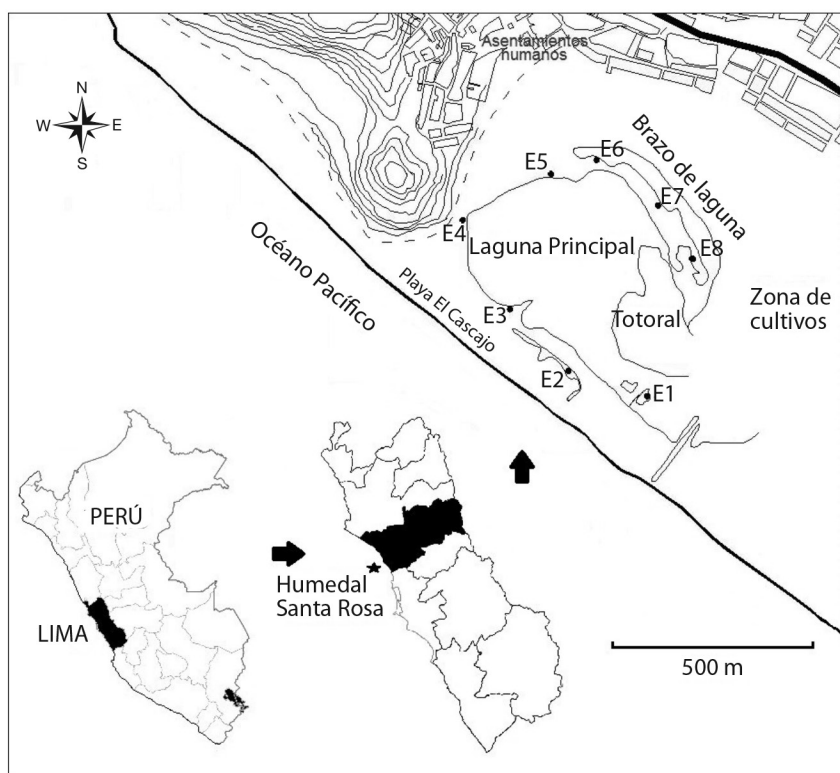 Asentamientos
humanos
N
W
E
S
Brazo de laguna
E6
E5
E7
E4
Laguna Principal
E8
Océano Pacífico
Playa El Cascajo
E3
Totoral
Zona de
cultivos
E2
E1
PERÚ
LIMA
Humedal
Santa Rosa
500 m